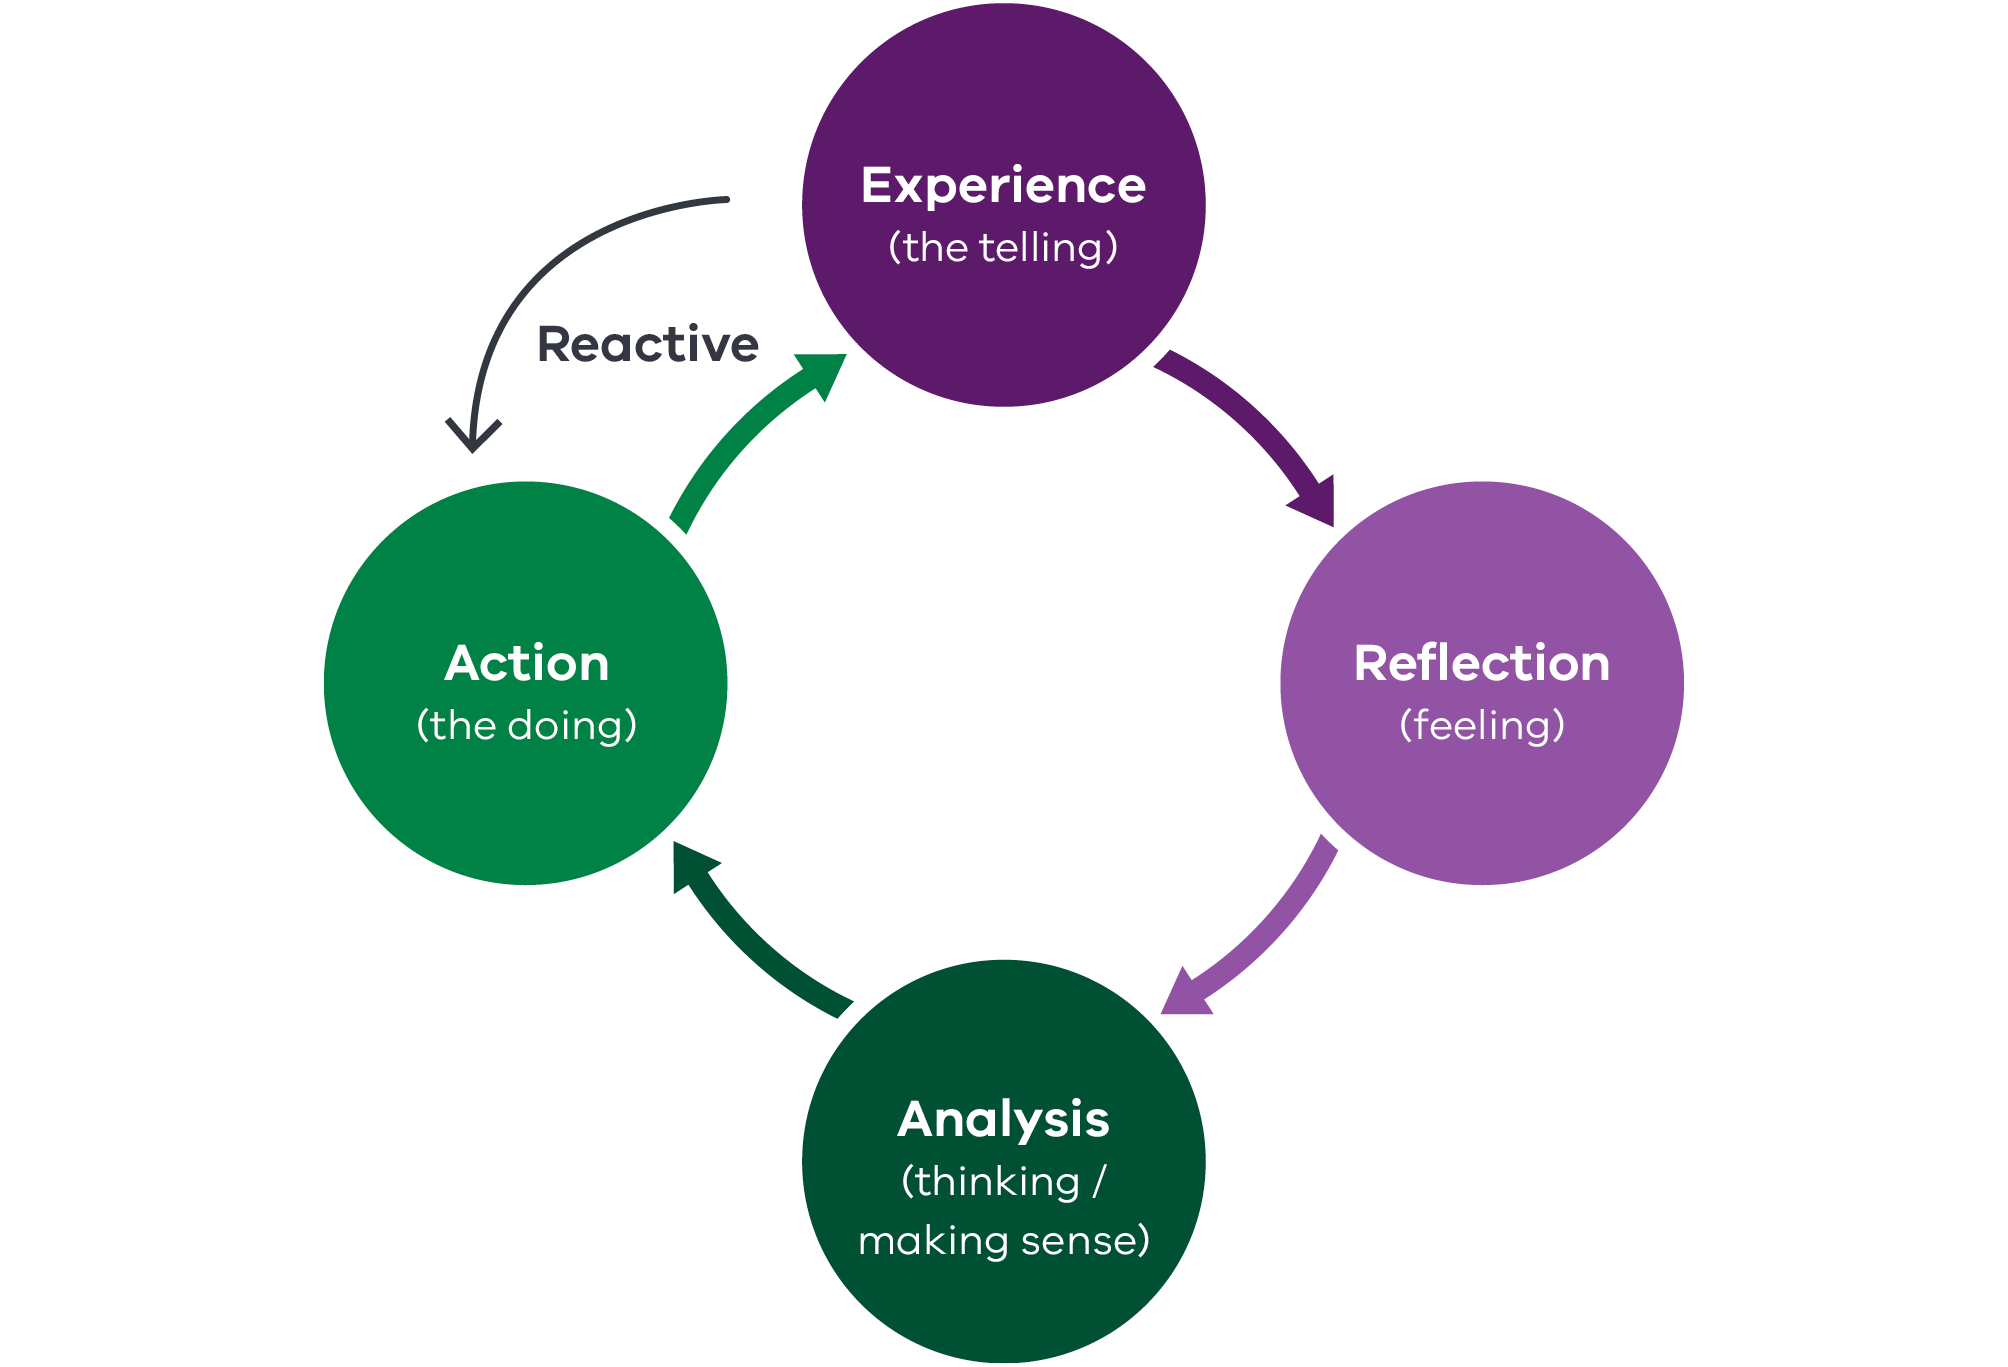 Experience
(the telling)
Reactive
Action
(the doing)
Reflection
(feeling)
Analysis
(thinking /
making sense)